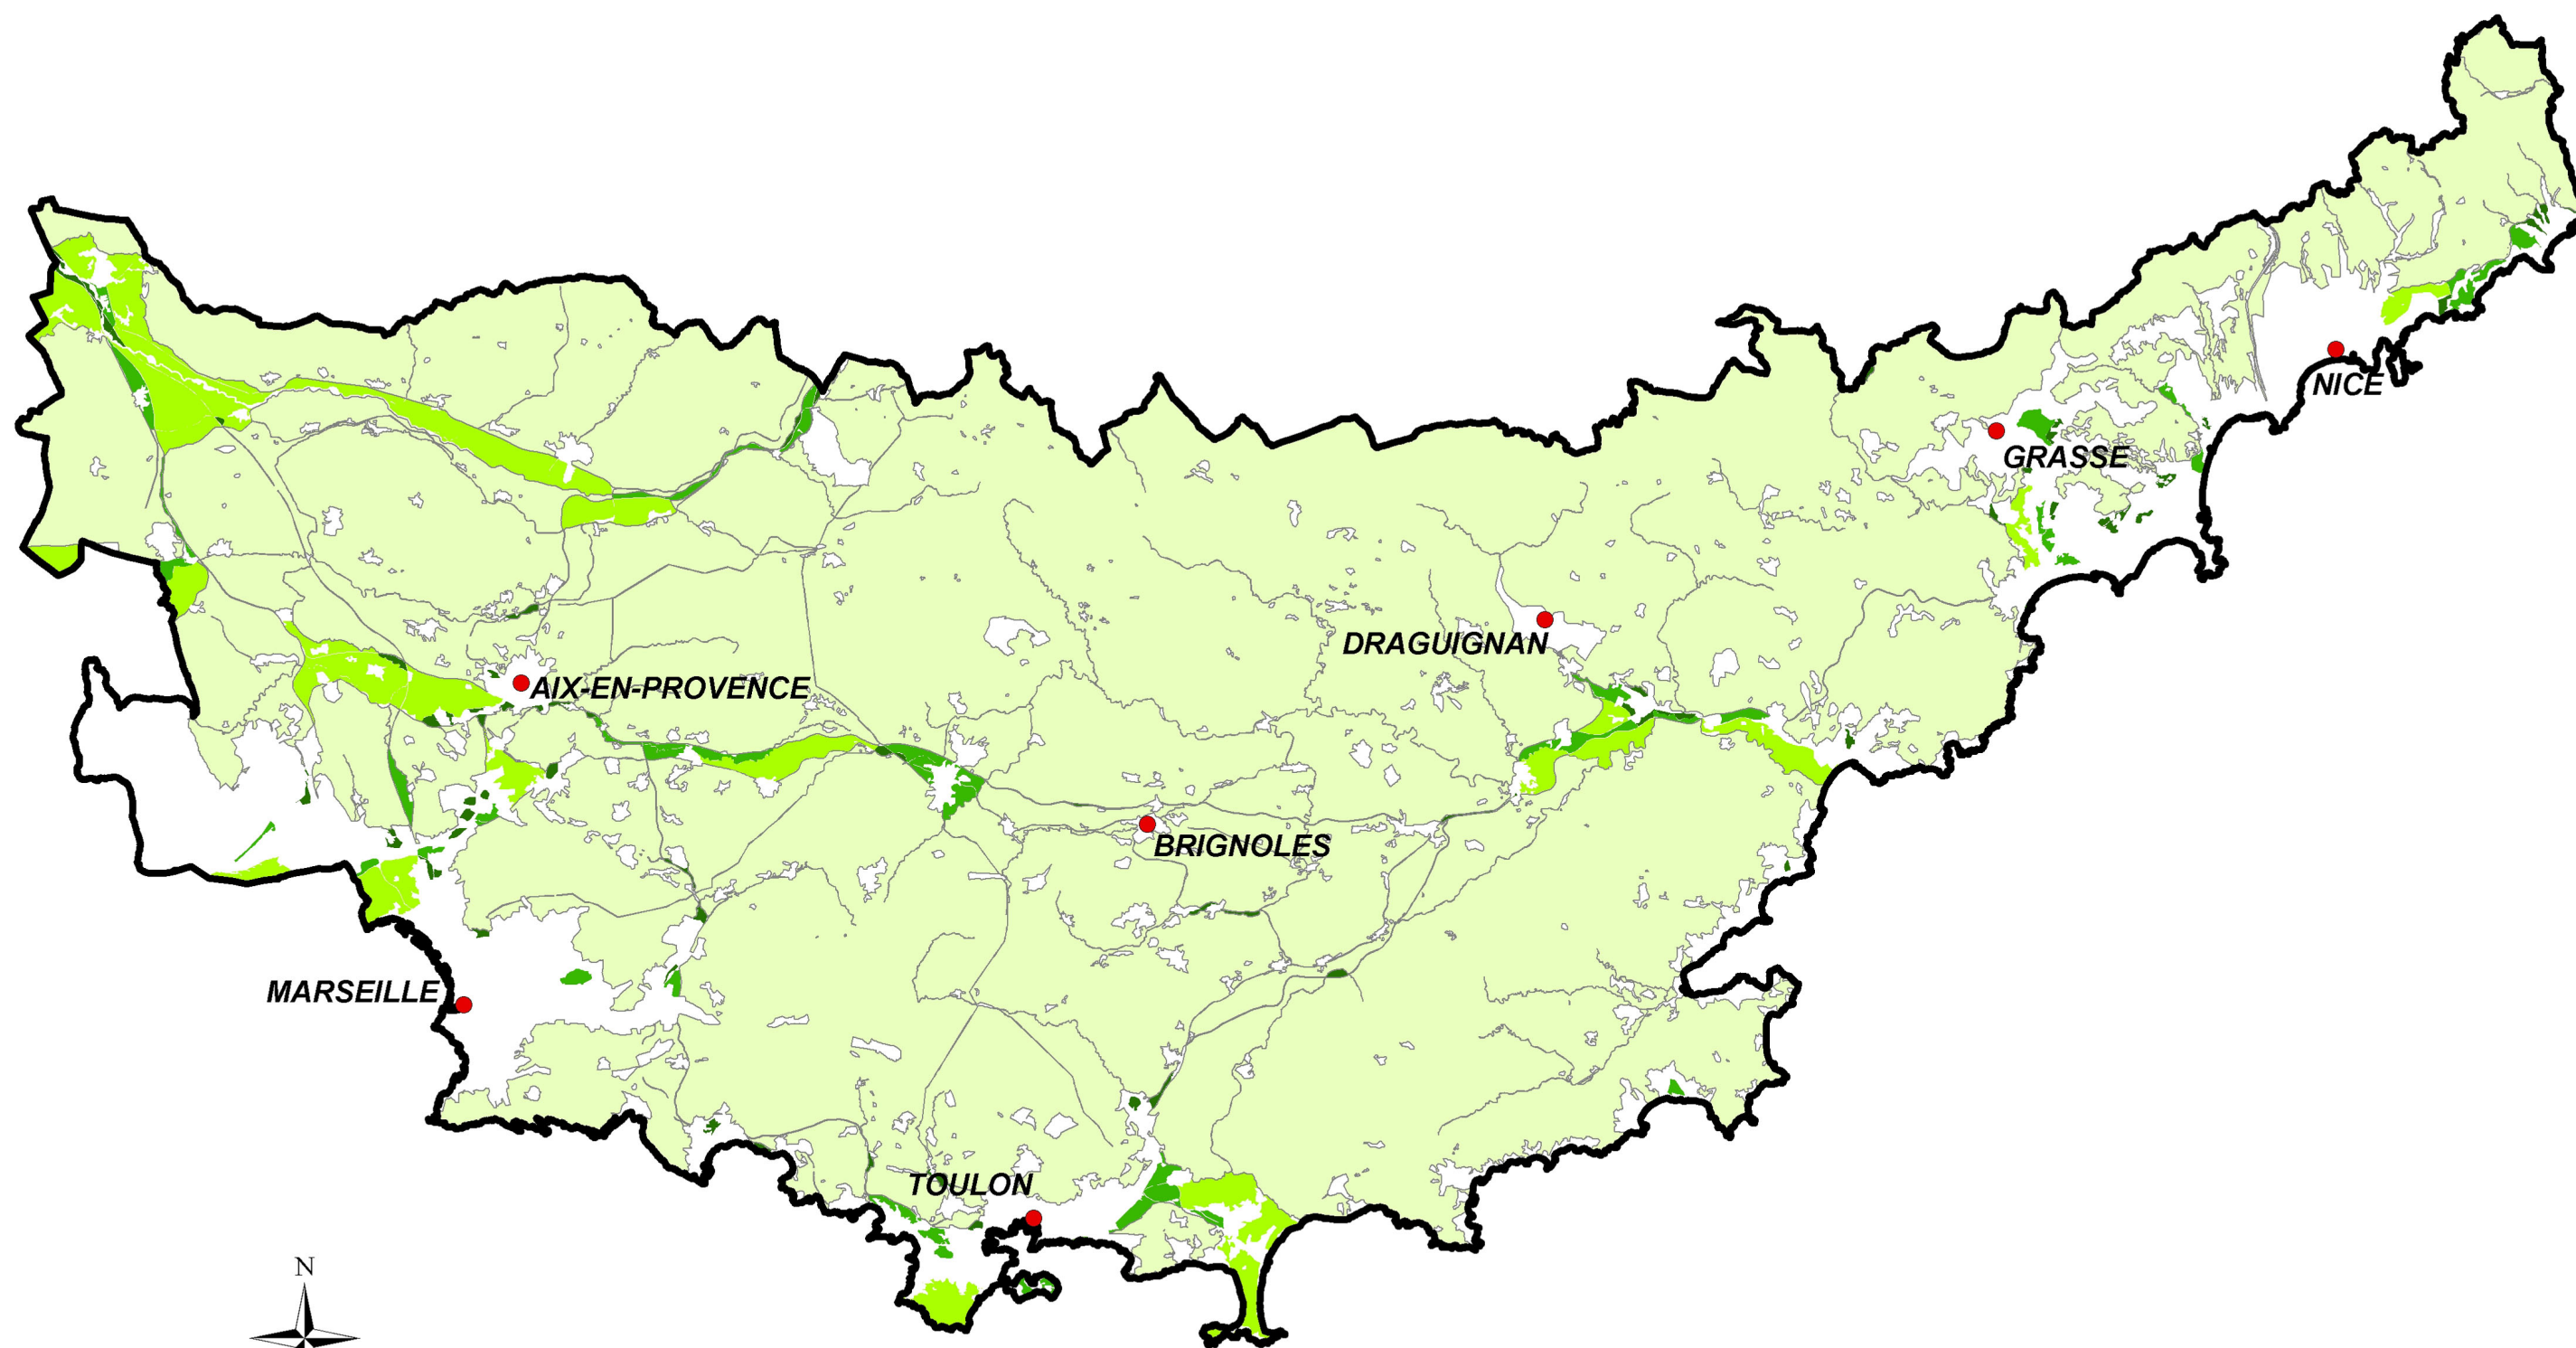 NICE
GRASSE
DRAGUIGNAN
AIX-EN-PROVENCE
BRIGNOLES
MARSEILLE
TOULON
N